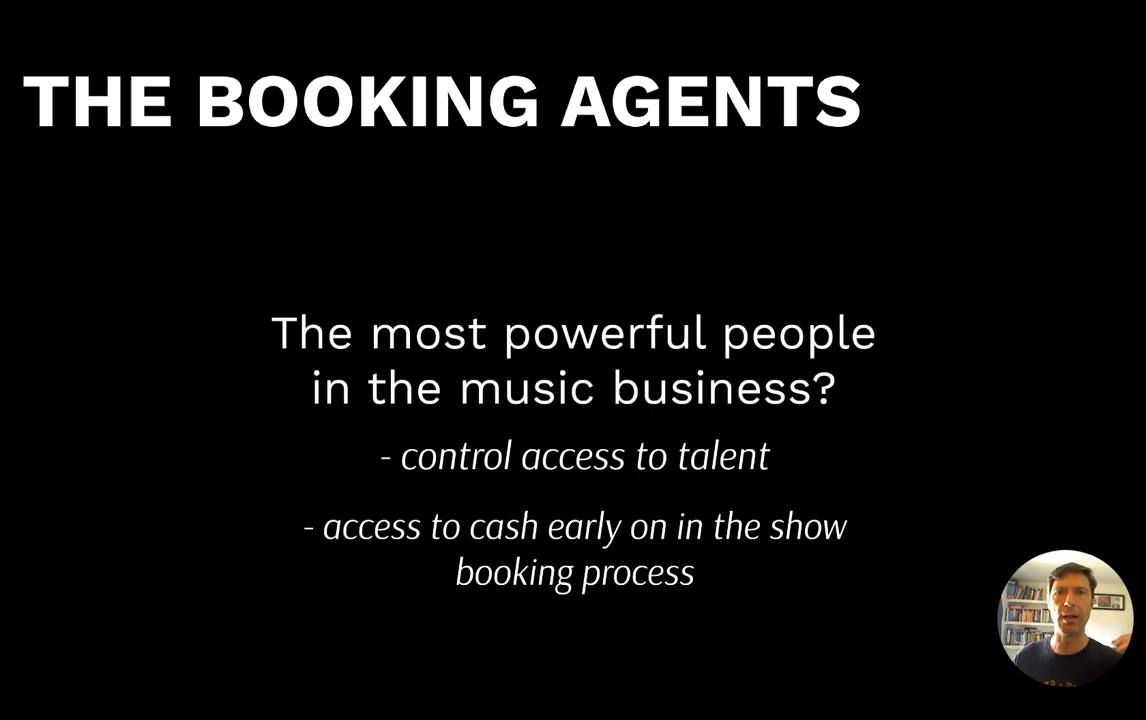 THE BOOKING AGENTS
The most powerful people
in the music business?
- control access to talent
- access to cash early on in the show
booking process